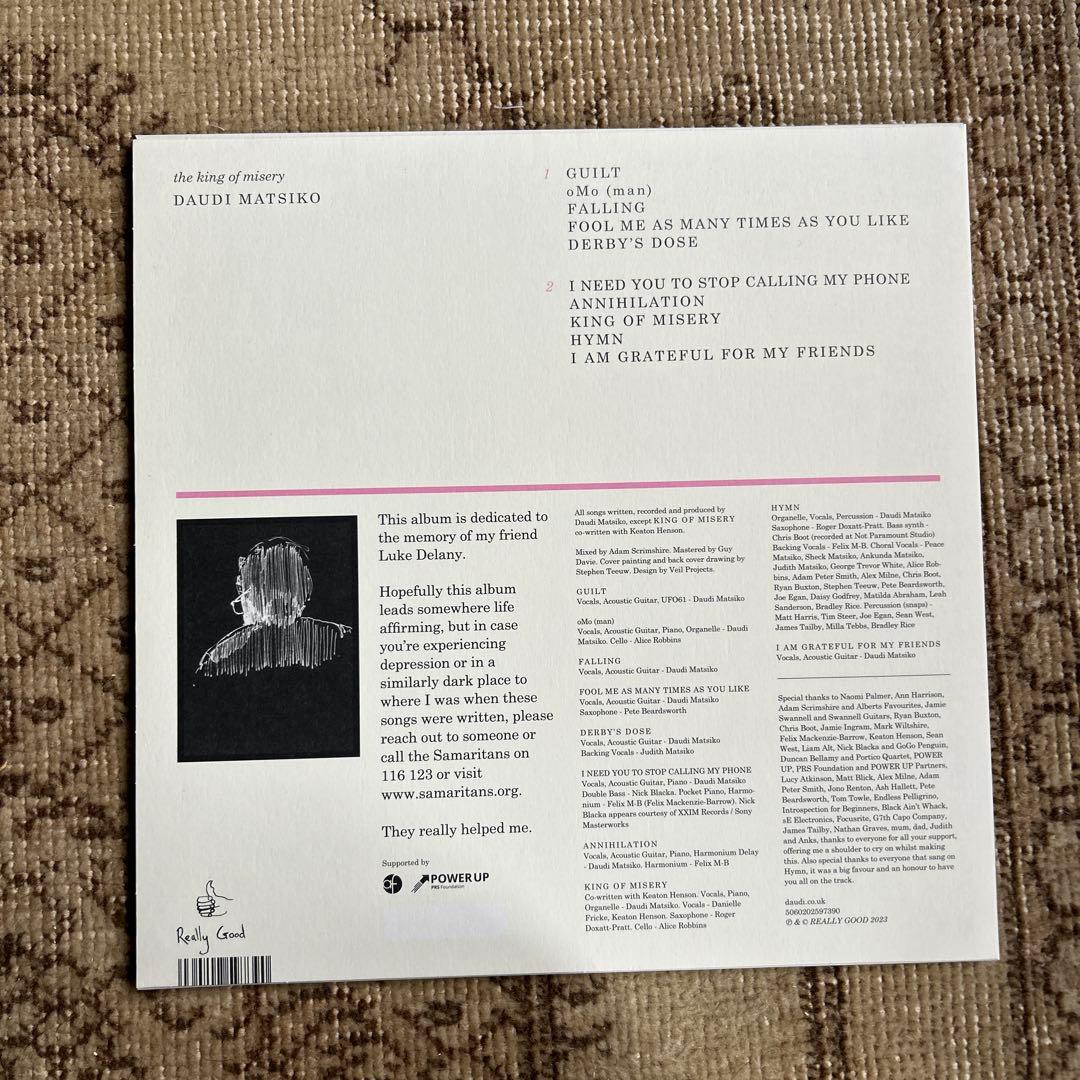 the king of misery
DAUDI MATSIKO
1 GUILT
oMo (man)
FALLING
FOOL ME AS MANY TIMES AS YOU LIKE
DERBY'S DOSE
2 I NEED YOU TO STOP CALLING MY PHONE
ANNIHILATION
KING OF MISERY
HYMN
I AM GRATEFUL FOR MY FRIENDS
This album is dedicated to
the memory of my friend
Luke Delany.
Hopefully this album
leads somewhere life
affirming, but in case
you're experiencing
depression or in a
similarly dark place to
where I was when these
songs were written, please
reach out to someone or
call the Samaritans on
116 123 or visit
www.samaritans.org.
They really helped me.
Supported by
POWER UP
PRS Foundation
Really Good
All songs written, recorded and produced by
Daudi Matsiko, except KING OF MISERY
co-written with Keaton Henson.
Mixed by Adam Scrimshire. Mastered by Guy
Davie. Cover painting and back cover drawing by
Stephen Teeuw. Design by Veil Projects.
GUILT
Vocals, Acoustic Guitar, UFO61 - Daudi Matsiko
oMo (man)
Vocals, Acoustic Guitar, Piano, Organelle - Daudi
Matsiko. Cello - Alice Robbins
FALLING
Vocals, Acoustic Guitar - Daudi Matsiko
FOOL ME AS MANY TIMES AS YOU LIKE
Vocals, Acoustic Guitar - Daudi Matsiko
Saxophone - Pete Beardsworth
DERBY'S DOSE
Vocals, Acoustic Guitar - Daudi Matsiko
Backing Vocals - Judith Matsiko
I NEED YOU TO STOP CALLING MY PHONE
Vocals, Acoustic Guitar, Piano - Daudi Matsiko
Double Bass - Nick Blacka. Pocket Piano, Harmo-
nium - Felix M-B (Felix Mackenzie-Barrow). Nick
Blacka appears courtesy of XXIM Records / Sony
Masterworks
ANNIHILATION
Vocals, Acoustic Guitar, Piano, Harmonium Delay
- Daudi Matsiko. Harmonium - Felix M-B
KING OF MISERY
Co-written with Keaton Henson. Vocals, Piano,
Organelle - Daudi Matsiko. Vocals - Danielle
Fricke, Keaton Henson. Saxophone - Roger
Doxatt-Pratt. Cello - Alice Robbins
HYMN
Organelle, Vocals, Percussion - Daudi Matsiko
Saxophone - Roger Doxatt-Pratt. Bass synth -
Chris Boot (recorded at Not Paramount Studio)
Backing Vocals - Felix M-B. Choral Vocals - Peace
Matsiko, Sheck Matsiko, Ankunda Matsiko,
Judith Matsiko, George Trevor White, Alice Rob-
bins, Adam Peter Smith, Alex Milne, Chris Boot,
Ryan Buxton, Stephen Teeuw, Pete Beardsworth,
Joe Egan, Daisy Godfrey, Matilda Abraham, Leah
Sanderson, Bradley Rice. Percussion (snaps) -
Matt Harris, Tim Steer, Joe Egan, Sean West,
James Tailby, Milla Tebbs, Bradley Rice
I AM GRATEFUL FOR MY FRIENDS
Vocals, Acoustic Guitar - Daudi Matsiko
Special thanks to Naomi Palmer, Ann Harrison,
Adam Scrimshire and Alberts Favourites, Jamie
Swannell and Swannell Guitars, Ryan Buxton,
Chris Boot, Jamie Ingram, Mark Wiltshire,
Felix Mackenzie-Barrow, Keaton Henson, Sean
West, Liam Alt, Nick Blacka and GoGo Penguin,
Duncan Bellamy and Portico Quartet, POWER
UP, PRS Foundation and POWER UP Partners,
Lucy Atkinson, Matt Blick, Alex Milne, Adam
Peter Smith, Jono Renton, Ash Hallett, Pete
Beardsworth, Tom Towle, Endless Pelligrino,
Introspection for Beginners, Black Ain't Whack,
sE Electronics, Focusrite, G7th Capo Company,
James Tailby, Nathan Graves, mum, dad, Judith
and Anks, thanks to everyone for all your support,
offering me a shoulder to cry on whilst making
this. Also special thanks to everyone that sang on
Hymn, it was a big favour and an honour to have
you all on the track.
daudi.co.uk
5060202597390
℗ & © REALLY GOOD 2023